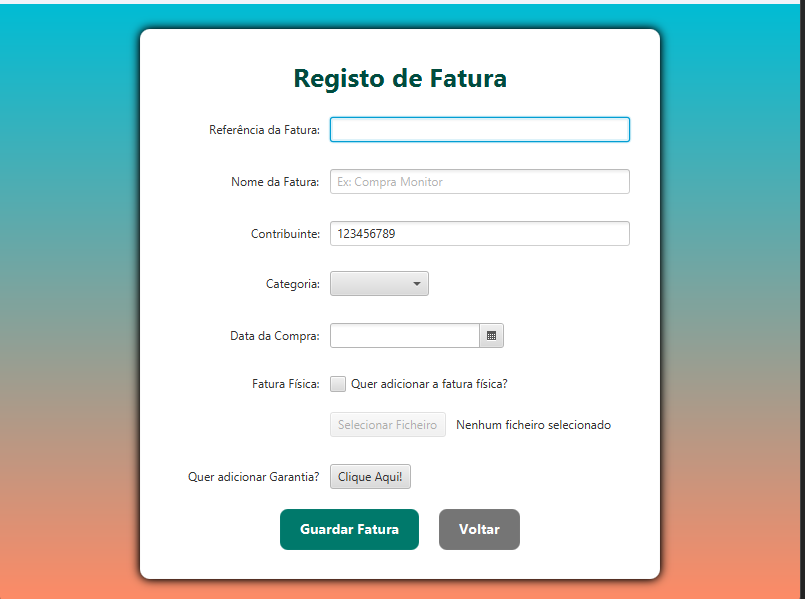 Registo de Fatura
Referência da Fatura:
Nome da Fatura: Ex: Compra Monitor
Contribuinte: 123456789
Categoria:
Data da Compra:
Fatura Física: Quer adicionar a fatura física?
Selecionar Ficheiro Nenhum ficheiro selecionado
Quer adicionar Garantia? Clique Aqui!
Guardar Fatura Voltar